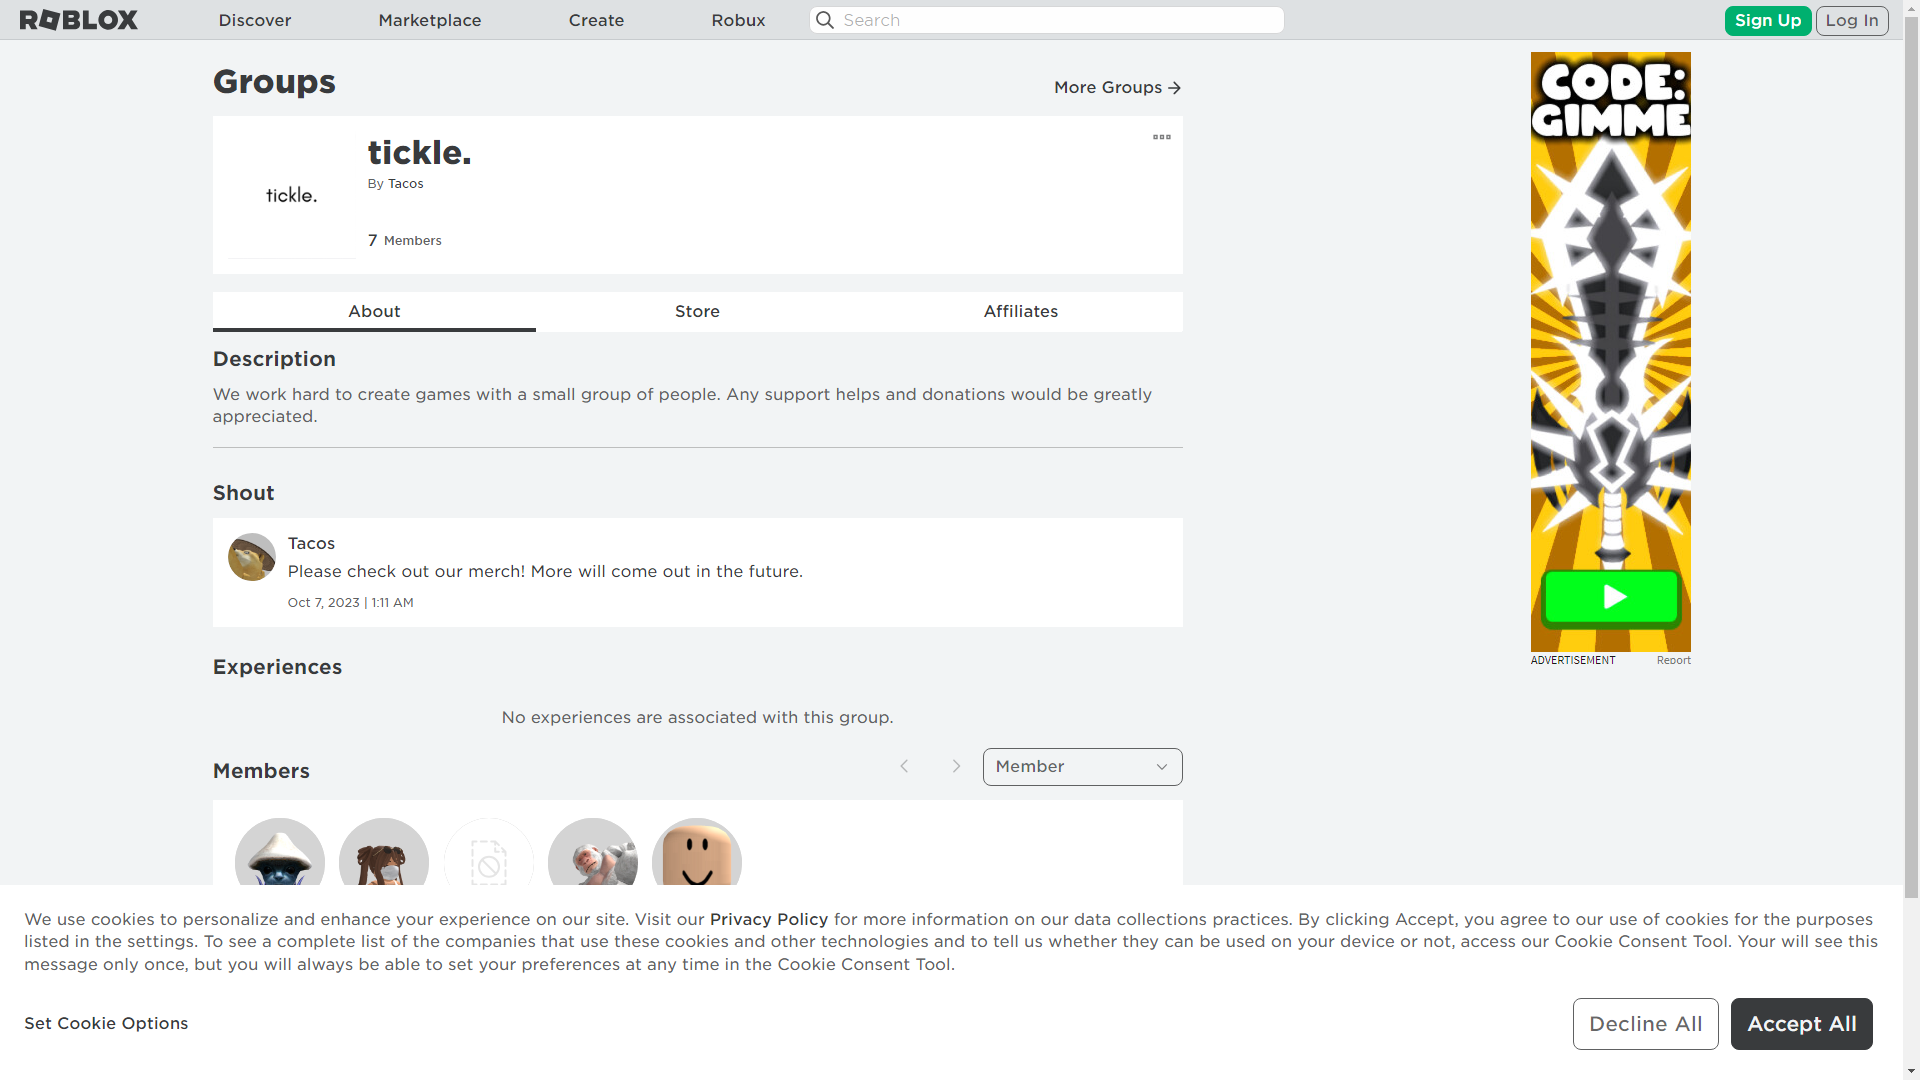 ROBLOX
Discover
Marketplace
Create
Robux
Search
Sign Up
Log In
Groups
More Groups
tickle.
tickle.
By Tacos
7 Members
About
Store
Affiliates
Description
We work hard to create games with a small group of people. Any support helps and donations would be greatly
appreciated.
Shout
Tacos
Please check out our merch! More will come out in the future.
Oct 7, 2023 | 1:11 AM
Experiences
No experiences are associated with this group.
Members
Member
CODE:
GIMME
ADVERTISEMENT
Report
We use cookies to personalize and enhance your experience on our site. Visit our Privacy Policy for more information on our data collections practices. By clicking Accept, you agree to our use of cookies for the purposes
listed in the settings. To see a complete list of the companies that use these cookies and other technologies and to tell us whether they can be used on your device or not, access our Cookie Consent Tool. Your will see this
message only once, but you will always be able to set your preferences at any time in the Cookie Consent Tool.
Set Cookie Options
Decline All
Accept All